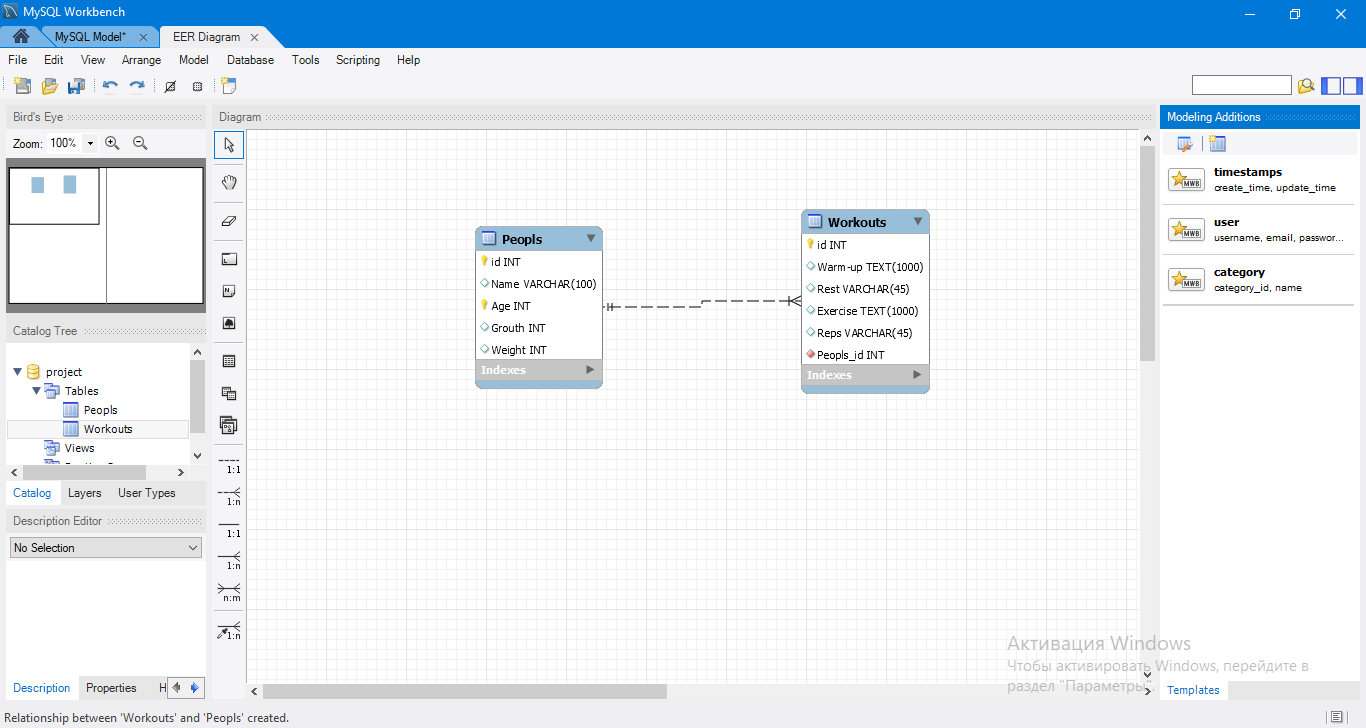 MySQL Workbench
MySQL Model*
EER Diagram
File Edit View Arrange Model Database Tools Scripting Help
Bird's Eye
Zoom: 100%
Catalog Tree
project
Tables
Peopls
Workouts
Views
Catalog Layers User Types
Description Editor
No Selection
Description Properties H
Diagram
1:1
1:n
1:1
1:n
n:m
1:n
Peopls
id INT
Name VARCHAR(100)
Age INT
Grouth INT
Weight INT
Indexes
Workouts
id INT
Warm-up TEXT(1000)
Rest VARCHAR(45)
Exercise TEXT(1000)
Reps VARCHAR(45)
Peopls_id INT
Indexes
Modeling Additions
MWB
timestamps
create_time, update_time
MWB
user
username, email, passwor...
MWB
category
category_id, name
Активация Windows
Чтобы активировать Windows, перейдите в
раздел "Параметры".
Templates
Relationship between 'Workouts' and 'Peopls' created.